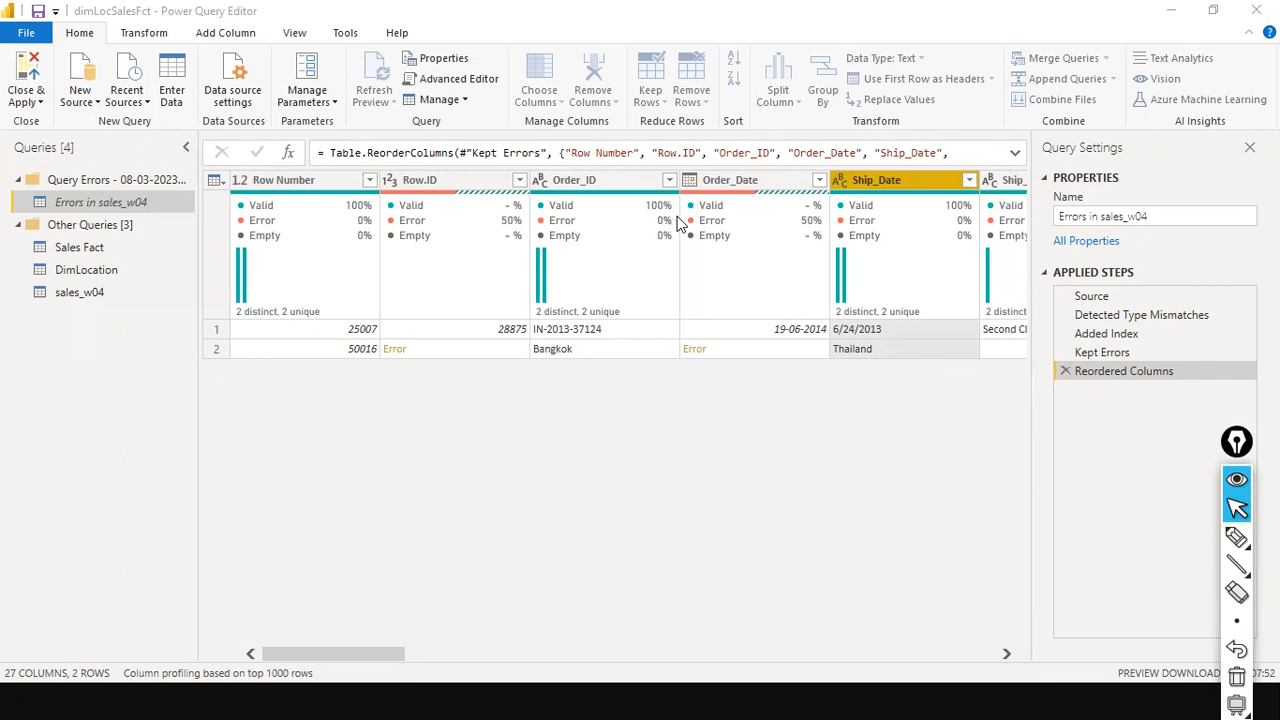 dimLocSalesFct - Power Query Editor
File Home Transform Add Column View Tools Help
Close & Apply
Close
New Source
Recent Sources
Enter Data
New Query
Data source settings
Data Sources
Manage Parameters
Parameters
Refresh Preview
Properties
Advanced Editor
Manage
Query
Choose Columns
Remove Columns
Manage Columns
Keep Rows
Remove Rows
Reduce Rows
Sort
Split Column
Group By
Data Type: Text
Use First Row as Headers
Replace Values
Transform
Merge Queries
Append Queries
Combine Files
Combine
Text Analytics
Vision
Azure Machine Learning
AI Insights
Queries [4]
Query Errors - 08-03-2023...
Errors in sales_w04
Other Queries [3]
Sales Fact
DimLocation
sales_w04
= Table.ReorderColumns(#"Kept Errors", {"Row Number", "Row.ID", "Order_ID", "Order_Date", "Ship_Date",
1.2 Row Number 123 Row.ID ABC Order_ID Order_Date ABC Ship_Date ABC Ship_
Valid 100% Valid - % Valid 100% Valid - % Valid 100% Valid
Error 0% Error 50% Error 0% Error 50% Error 0% Error
Empty 0% Empty - % Empty 0% Empty - % Empty 0% Empty
2 distinct, 2 unique 2 distinct, 2 unique 2 distinct, 2 unique 2 distinct, 2
1 25007 28875 IN-2013-37124 19-06-2014 6/24/2013 Second Cl
2 50016 Error Bangkok Error Thailand
Query Settings
PROPERTIES
Name
Errors in sales_w04
All Properties
APPLIED STEPS
Source
Detected Type Mismatches
Added Index
Kept Errors
Reordered Columns
27 COLUMNS, 2 ROWS Column profiling based on top 1000 rows PREVIEW DOWNLOAD 07:52